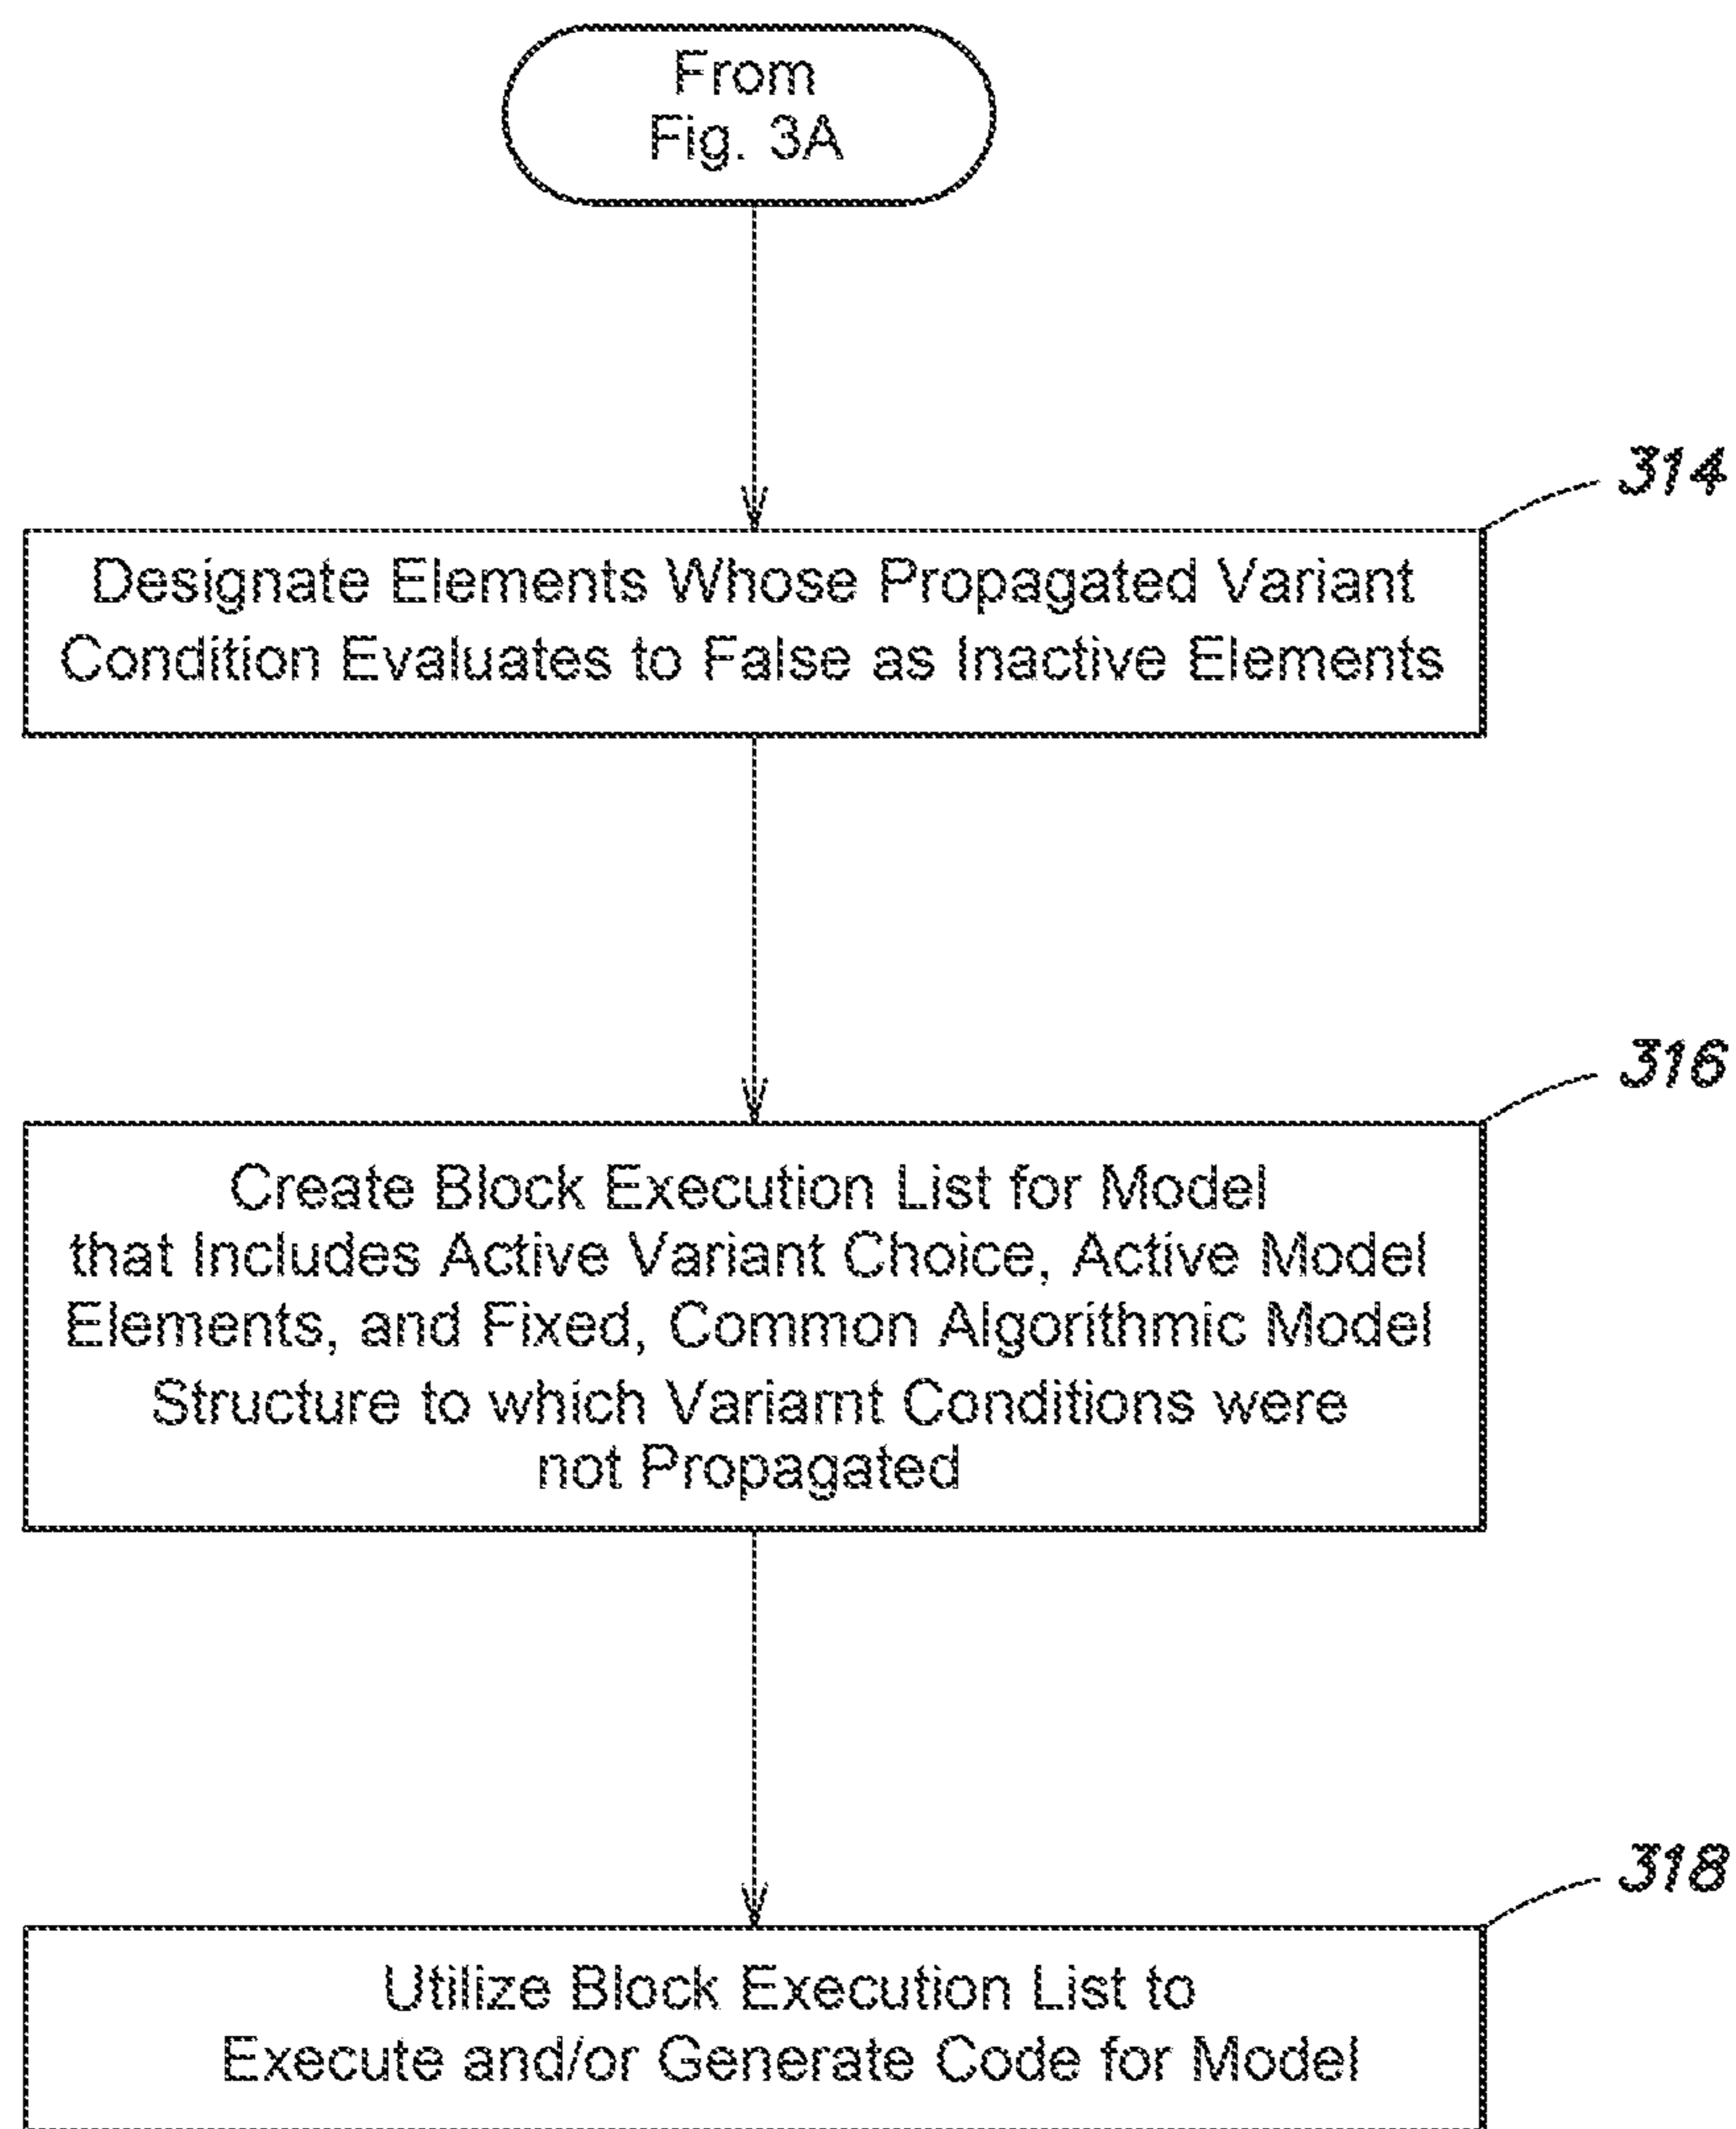 From
Fig. 3A
314
Designate Elements Whose Propagated Variant
Condition Evaluates to False as Inactive Elements
316
Create Block Execution List for Model
that Includes Active Variant Choice, Active Model
Elements, and Fixed, Common Algorithmic Model
Structure to which Variamt Conditions were
not Propagated
318
Utilize Block Execution List to
Execute and/or Generate Code for Model